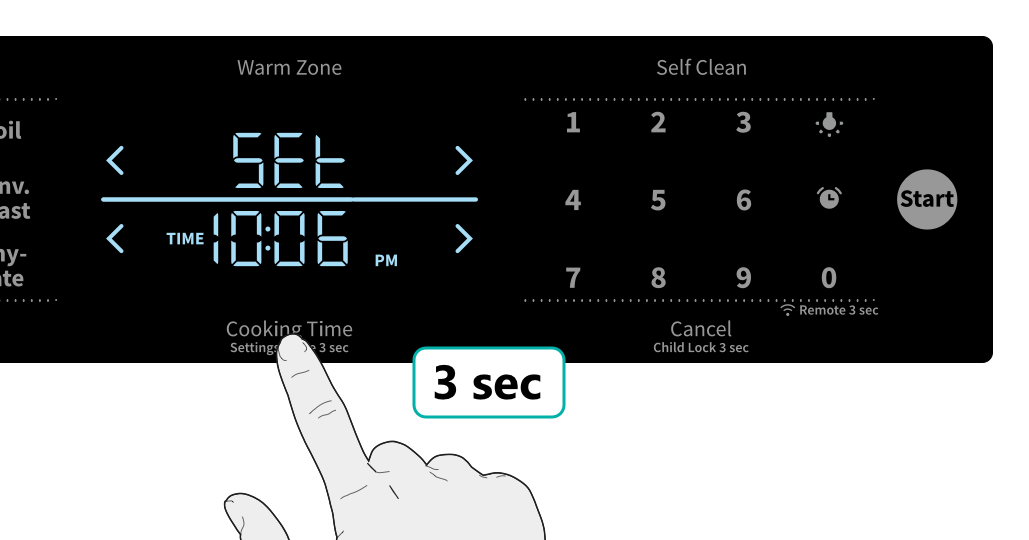 Warm Zone
Self Clean
oil
nv.
ast
ny-
te
SEt
TIME 10:06 PM
1 2 3
4 5 6
7 8 9 0
Start
Remote 3 sec
Cooking Time
Settings 3 sec
Cancel
Child Lock 3 sec
3 sec